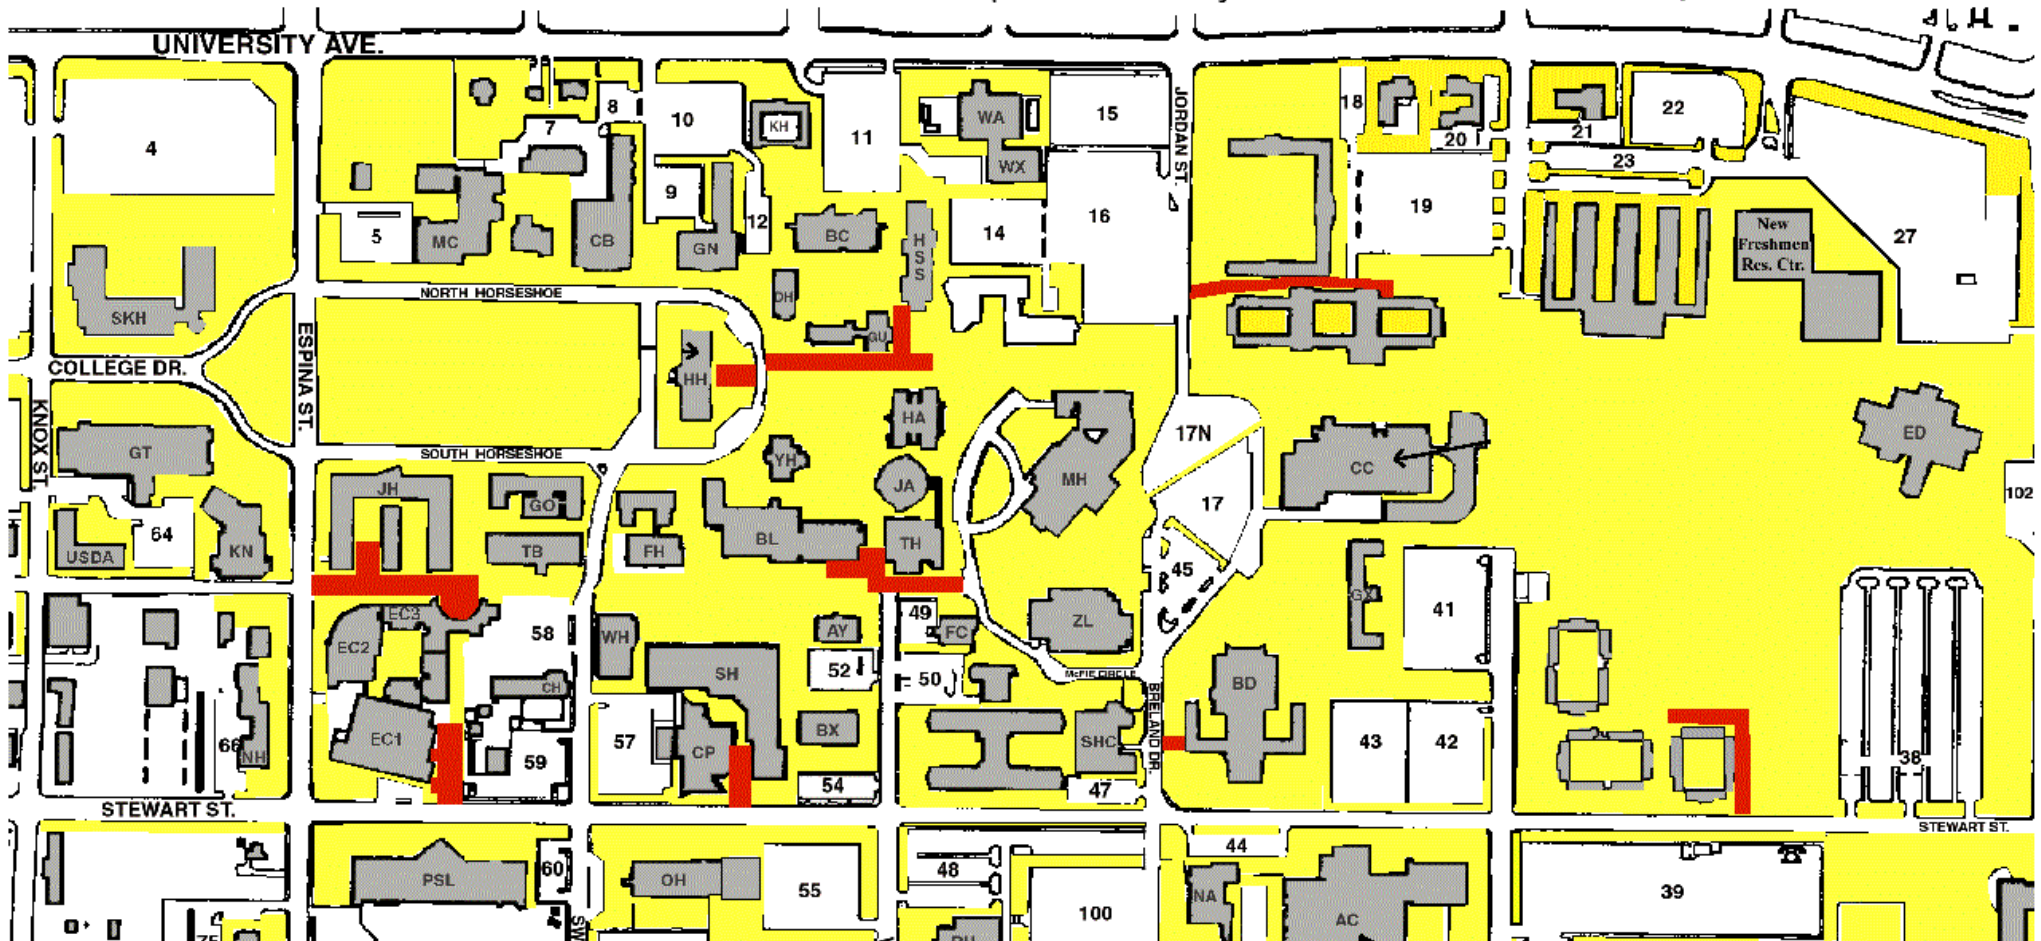 UNIVERSITY AVE.
4
5
7
8
9
10
KH
11
12
WA
WX
15
14
16
JORDAN ST.
18
20
21
22
23
19
27
New
Freshmen
Res. Ctr.
MC
CB
GN
BC
HSS
DH
GU
SKH
NORTH HORSESHOE
COLLEGE DR.
ESPINA ST.
KNOX ST.
HH
HA
SOUTH HORSESHOE
GT
YH
JA
MH
17N
17
CC
ED
102
JH
GO
USDA
64
KN
TB
FH
BL
TH
45
GX
41
EC3
EC2
58
WH
AY
49
FC
ZL
52
50
McFIE CIRCLE
CH
SH
BD
BRELAND DR.
EC1
66
NH
59
57
CP
BX
SHC
43
42
38
54
47
STEWART ST.
STEWART ST.
PSL
60
OH
55
48
44
NA
AC
100
39
SW